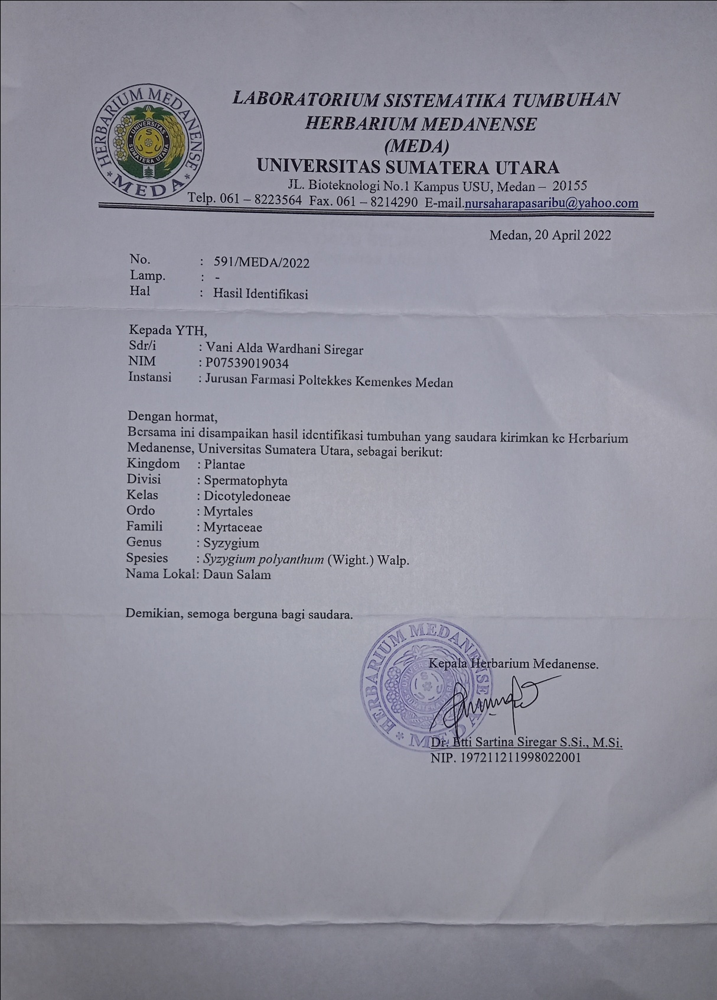 HERBARIUM MEDANENSE
* MEDA *
UNIVERSITAS
SUMATERA UTARA
LABORATORIUM SISTEMATIKA TUMBUHAN
HERBARIUM MEDANENSE
(MEDA)
UNIVERSITAS SUMATERA UTARA
JL. Bioteknologi No.1 Kampus USU, Medan – 20155
Telp. 061 – 8223564 Fax. 061 – 8214290 E-mail.nursaharapasaribu@yahoo.com
Medan, 20 April 2022
No. : 591/MEDA/2022
Lamp. : -
Hal : Hasil Identifikasi
Kepada YTH,
Sdr/i : Vani Alda Wardhani Siregar
NIM : P07539019034
Instansi : Jurusan Farmasi Poltekkes Kemenkes Medan
Dengan hormat,
Bersama ini disampaikan hasil identifikasi tumbuhan yang saudara kirimkan ke Herbarium
Medanense, Universitas Sumatera Utara, sebagai berikut:
Kingdom : Plantae
Divisi : Spermatophyta
Kelas : Dicotyledoneae
Ordo : Myrtales
Famili : Myrtaceae
Genus : Syzygium
Spesies : Syzygium polyanthum (Wight.) Walp.
Nama Lokal: Daun Salam
Demikian, semoga berguna bagi saudara.
HERBARIUM MEDANENSE
* MEDA
UNIVERSITAS
SUMATERA UTARA
Kepala Herbarium Medanense.
Dr. Etti Sartina Siregar S.Si., M.Si.
NIP. 197211211998022001